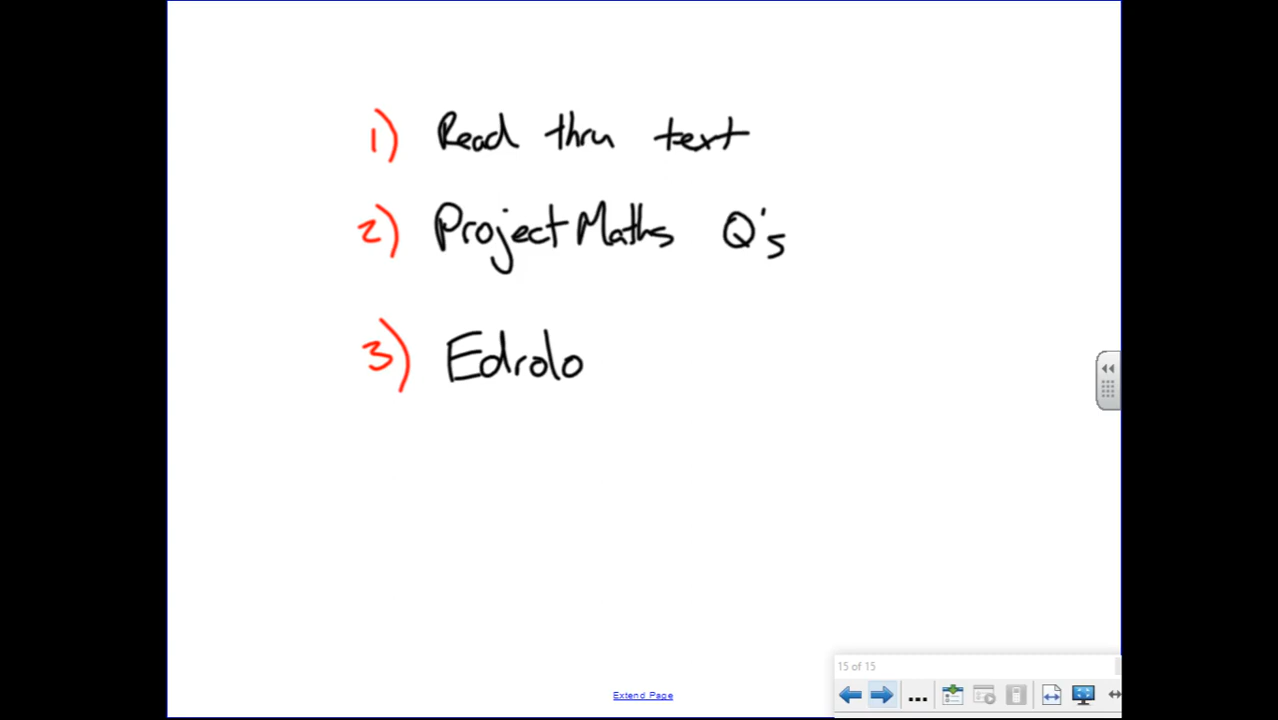 1) Read thru text
2) ProjectMaths Q's
3) Edrolo
15 of 15
Extend Page